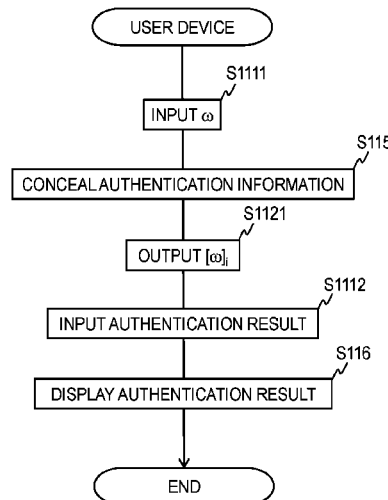 USER DEVICE
S1111
INPUT ω
S115
CONCEAL AUTHENTICATION INFORMATION
S1121
OUTPUT [ω]i
S1112
INPUT AUTHENTICATION RESULT
S116
DISPLAY AUTHENTICATION RESULT
END